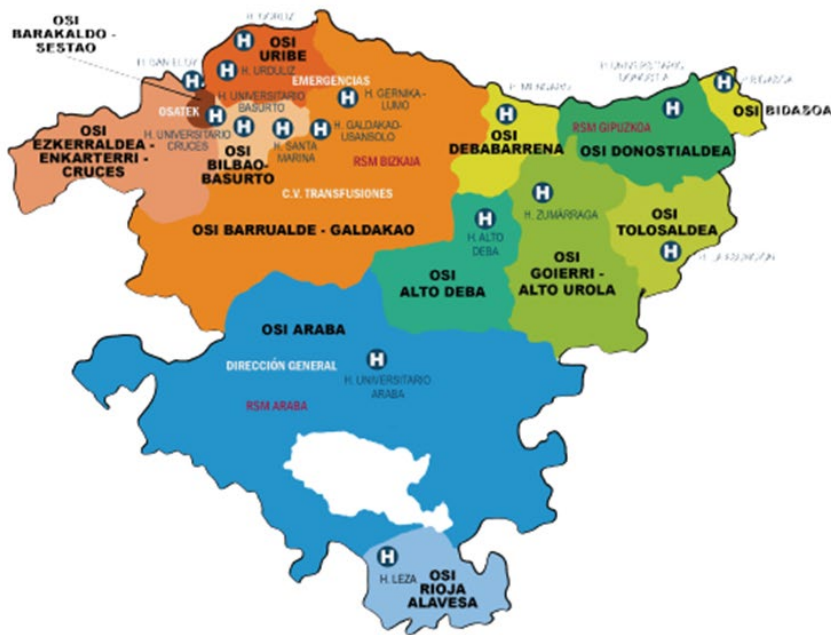 OSI
BARAKALDO -
SESTAO
H. GORLIZ
OSI
URIBE
H. SAN ELOY
H. URDULIZ
EMERGENCIAS
H. UNIVERSITARIO
BASURTO
H. GERNIKA-
LUMO
OSATEK
H. UNIVERSITARIO
CRUCES
H. SANTA
MARINA
H. GALDAKAO-
USANSOLO
OSI
EZKERRALDEA -
ENKARTERRI -
CRUCES
OSI
BILBAO-
BASURTO
RSM BIZKAIA
C.V. TRANSFUSIONES
OSI BARRUALDE - GALDAKAO
H. MENDARO
OSI
DEBABARRENA
H. UNIVERSITARIO
DONOSTIA
RSM GIPUZKOA
OSI DONOSTIALDEA
H. BIDASOA
OSI BIDASOA
H. ZUMÁRRAGA
OSI
TOLOSALDEA
H. ALTO
DEBA
OSI
ALTO DEBA
OSI
GOIERRI -
ALTO UROLA
OSI ARABA
DIRECCIÓN GENERAL
H. UNIVERSITARIO
ARABA
RSM ARABA
H. LEZA
OSI
RIOJA
ALAVESA